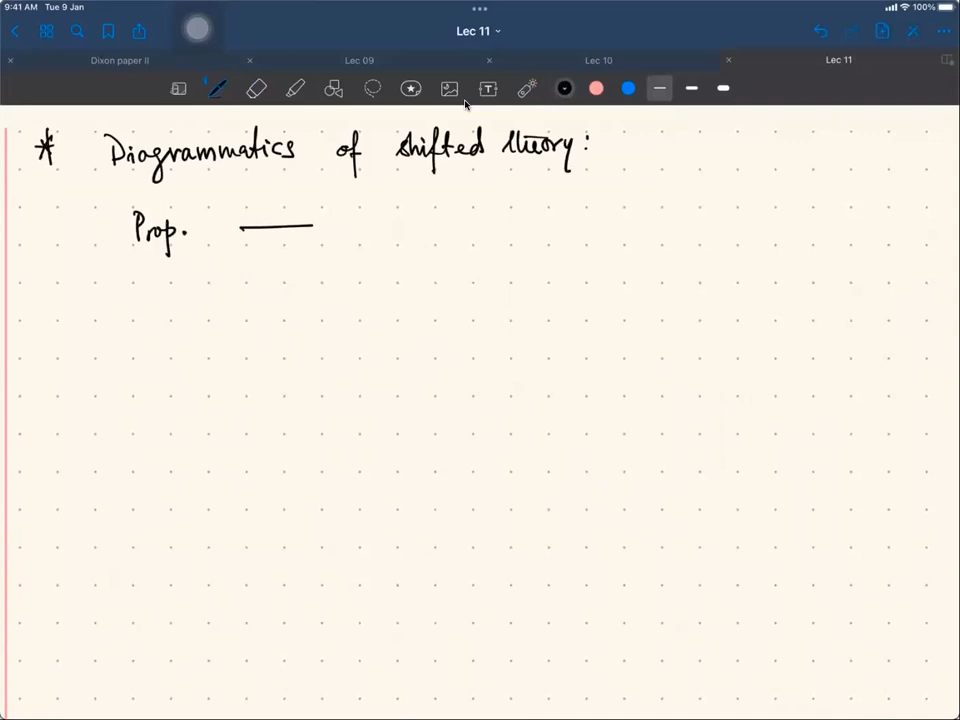 9:41 AM Tue 9 Jan
100%
Lec 11
Dixon paper II
Lec 09
Lec 10
Lec 11
T
* Diagrammatics of shifted theory:
Prop. —